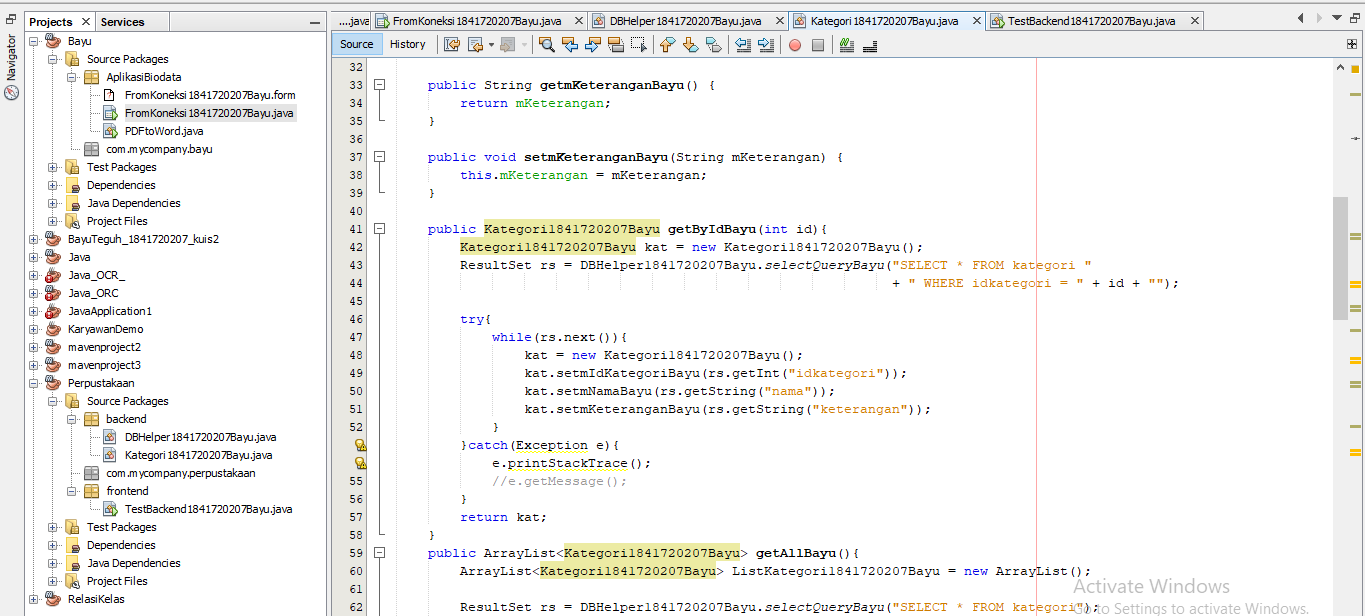 Projects
Services
....java
FromKoneksi1841720207Bayu.java
DBHelper1841720207Bayu.java
Kategori1841720207Bayu.java
TestBackend1841720207Bayu.java
Navigator
Source History
Bayu
Source Packages
AplikasiBiodata
FromKoneksi1841720207Bayu.form
FromKoneksi1841720207Bayu.java
PDFtoWord.java
com.mycompany.bayu
Test Packages
Dependencies
Java Dependencies
Project Files
BayuTeguh_1841720207_kuis2
Java
Java_OCR_
Java_ORC
JavaApplication1
KaryawanDemo
mavenproject2
mavenproject3
Perpustakaan
Source Packages
backend
DBHelper1841720207Bayu.java
Kategori1841720207Bayu.java
com.mycompany.perpustakaan
frontend
TestBackend1841720207Bayu.java
Test Packages
Dependencies
Java Dependencies
Project Files
RelasiKelas
32
33 public String getmKeteranganBayu() {
34 return mKeterangan;
35 }
36
37 public void setmKeteranganBayu(String mKeterangan) {
38 this.mKeterangan = mKeterangan;
39 }
40
41 public Kategori1841720207Bayu getByIdBayu(int id){
42 Kategori1841720207Bayu kat = new Kategori1841720207Bayu();
43 ResultSet rs = DBHelper1841720207Bayu.selectQueryBayu("SELECT * FROM kategori "
44 + " WHERE idkategori = " + id + "");
45
46 try{
47 while(rs.next()){
48 kat = new Kategori1841720207Bayu();
49 kat.setmIdKategoriBayu(rs.getInt("idkategori"));
50 kat.setmNamaBayu(rs.getString("nama"));
51 kat.setmKeteranganBayu(rs.getString("keterangan"));
52 }
}catch(Exception e){
e.printStackTrace();
55 //e.getMessage();
56 }
57 return kat;
58 }
59 public ArrayList<Kategori1841720207Bayu> getAllBayu(){
60 ArrayList<Kategori1841720207Bayu> ListKategori1841720207Bayu = new ArrayList();
61
62 ResultSet rs = DBHelper1841720207Bayu.selectQueryBayu("SELECT * FROM kategori");
Activate Windows
Go to Settings to activate Windows.